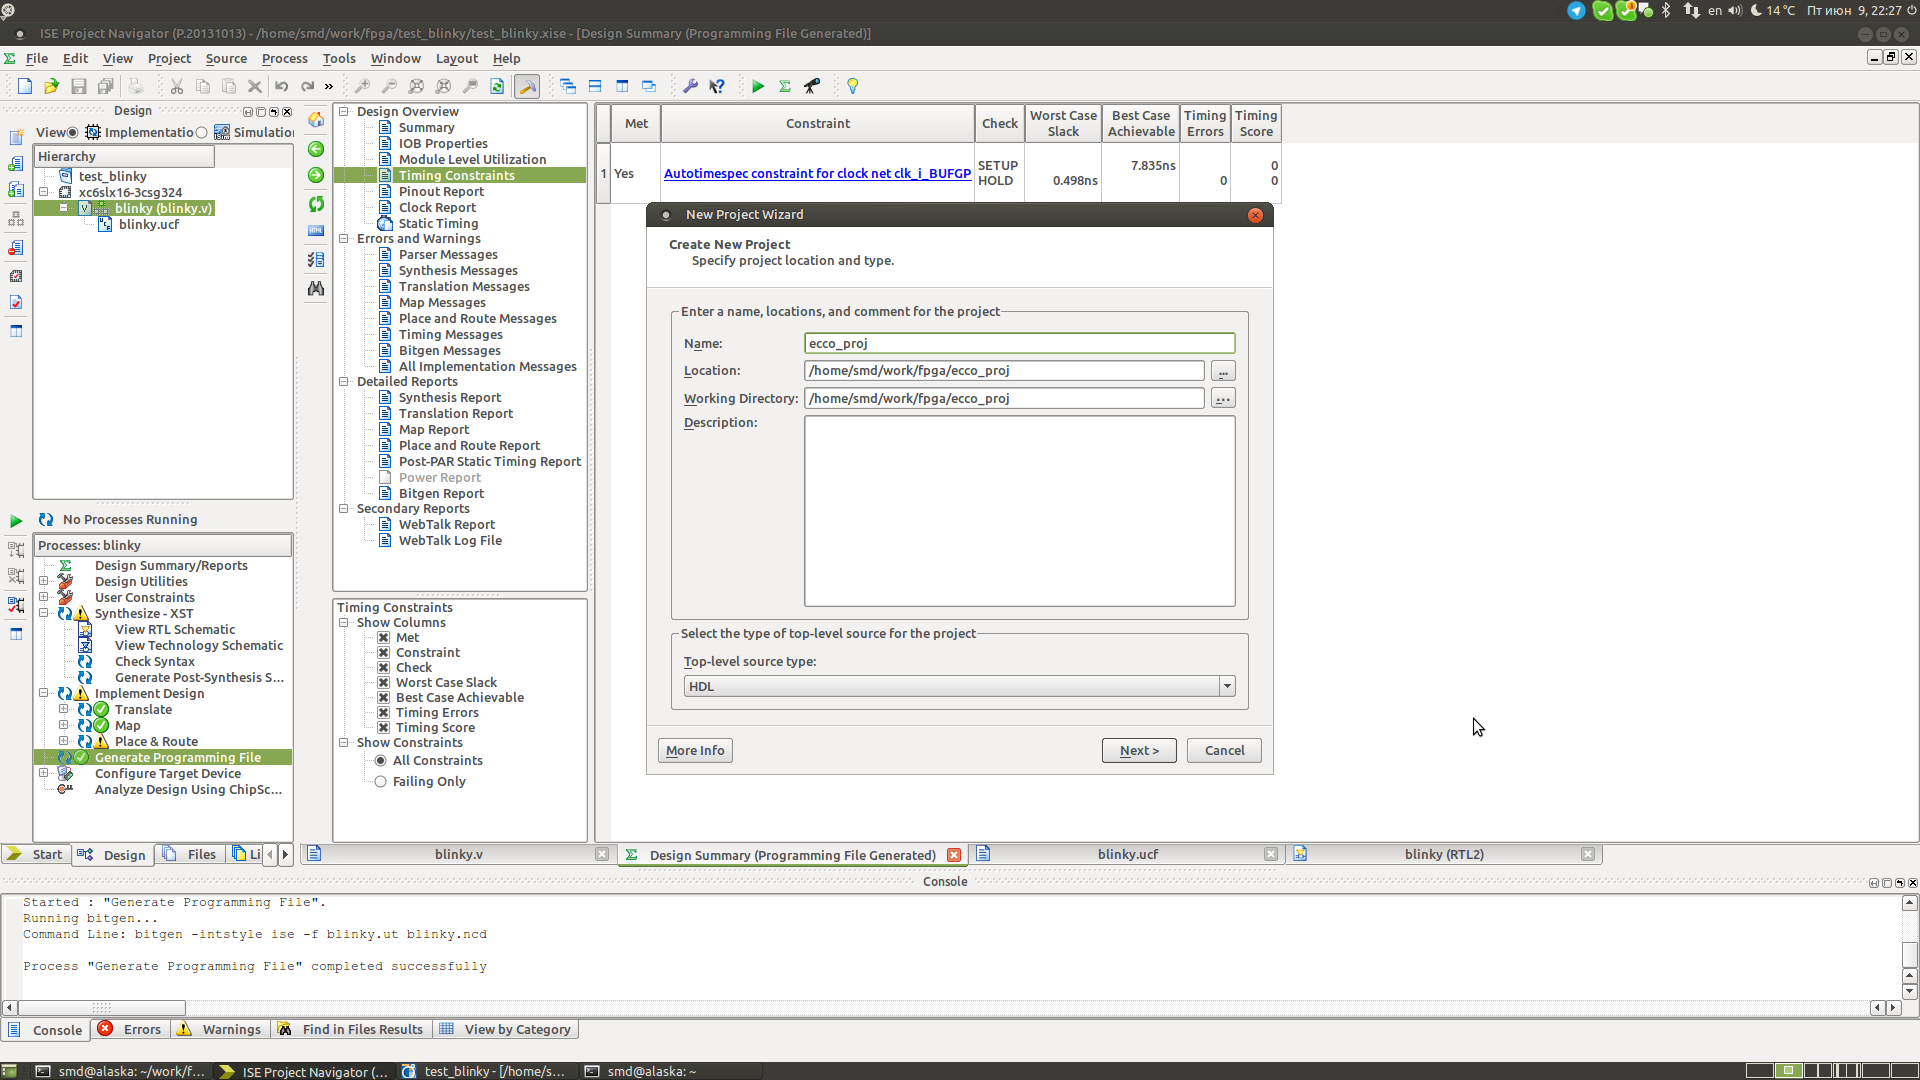 en
14 °C
Пт июн 9, 22:27
ISE Project Navigator (P.20131013) - /home/smd/work/fpga/test_blinky/test_blinky.xise - [Design Summary (Programming File Generated)]
File Edit View Project Source Process Tools Window Layout Help
»
Design
View Implementatio Simulation
Hierarchy
test_blinky
xc6slx16-3csg324
blinky (blinky.v)
blinky.ucf
No Processes Running
Processes: blinky
Design Summary/Reports
Design Utilities
User Constraints
Synthesize - XST
View RTL Schematic
View Technology Schematic
Check Syntax
Generate Post-Synthesis S...
Implement Design
Translate
Map
Place & Route
Generate Programming File
Configure Target Device
Analyze Design Using ChipSc...
Start Design Files Li
Design Overview
Summary
IOB Properties
Module Level Utilization
Timing Constraints
Pinout Report
Clock Report
Static Timing
Errors and Warnings
Parser Messages
Synthesis Messages
Translation Messages
Map Messages
Place and Route Messages
Timing Messages
Bitgen Messages
All Implementation Messages
Detailed Reports
Synthesis Report
Translation Report
Map Report
Place and Route Report
Post-PAR Static Timing Report
Power Report
Bitgen Report
Secondary Reports
WebTalk Report
WebTalk Log File
Timing Constraints
Show Columns
Met
Constraint
Check
Worst Case Slack
Best Case Achievable
Timing Errors
Timing Score
Show Constraints
All Constraints
Failing Only
Met Constraint Check Worst Case Slack Best Case Achievable Timing Errors Timing Score
1 Yes Autotimespec constraint for clock net clk_i_BUFGP SETUP 7.835ns 0
HOLD 0.498ns 0 0
New Project Wizard
Create New Project
Specify project location and type.
Enter a name, locations, and comment for the project
Name: ecco_proj
Location: /home/smd/work/fpga/ecco_proj ...
Working Directory: /home/smd/work/fpga/ecco_proj ...
Description:
Select the type of top-level source for the project
Top-level source type:
HDL
More Info Next > Cancel
blinky.v Design Summary (Programming File Generated) blinky.ucf blinky (RTL2)
Console
Started : "Generate Programming File".
Running bitgen...
Command Line: bitgen -intstyle ise -f blinky.ut blinky.ncd
Process "Generate Programming File" completed successfully
Console Errors Warnings Find in Files Results View by Category
smd@alaska: ~/work/f... ISE Project Navigator (... test_blinky - [/home/s... smd@alaska: ~